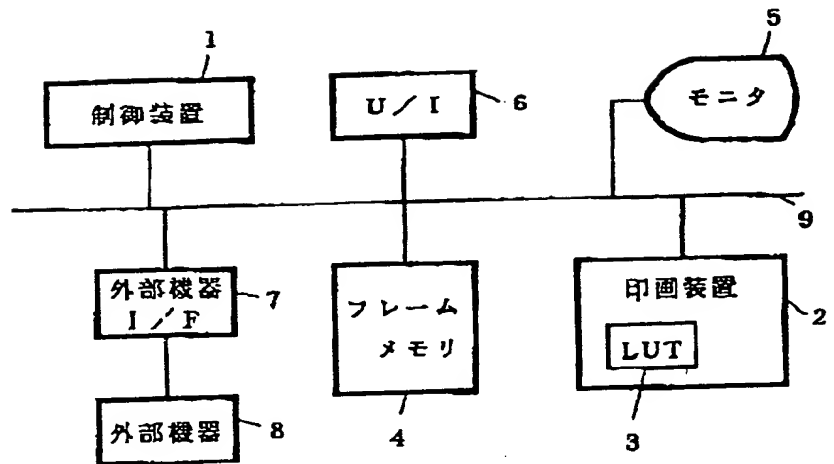 1
制御装置
U/I
6
5
モニタ
9
外部機器
I/F
7
フレーム
メモリ
4
印画装置
LUT
2
3
外部機器
8